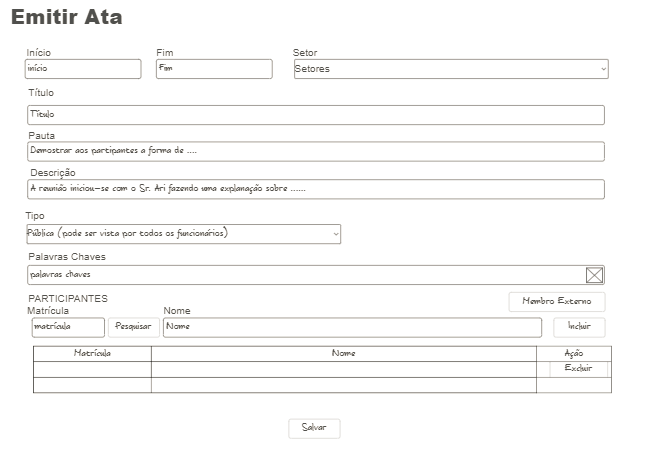 Emitir Ata
Início Fim Setor
início Fim Setores
Título
Título
Pauta
Demostrar aos partipantes a forma de ....
Descrição
A reunião iniciou-se com o Sr. Ari fazendo uma explanação sobre ......
Tipo
Pública (pode ser vista por todos os funcionários)
Palavras Chaves
palavras chaves
PARTICIPANTES Membro Externo
Matrícula Nome
matrícula Pesquisar Nome Incluir
Matrícula Nome Ação
Excluir
Salvar